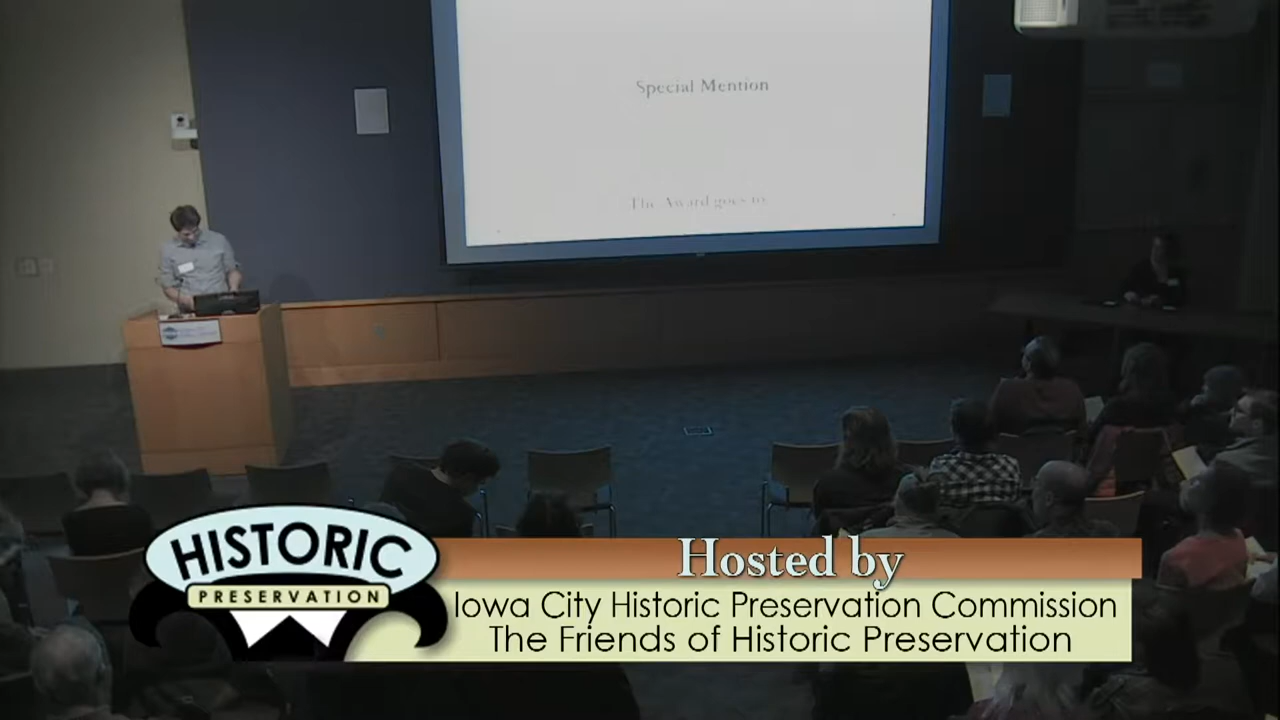 Special Mention
The Award goes to
HISTORIC
PRESERVATION
Hosted by
Iowa City Historic Preservation Commission
The Friends of Historic Preservation